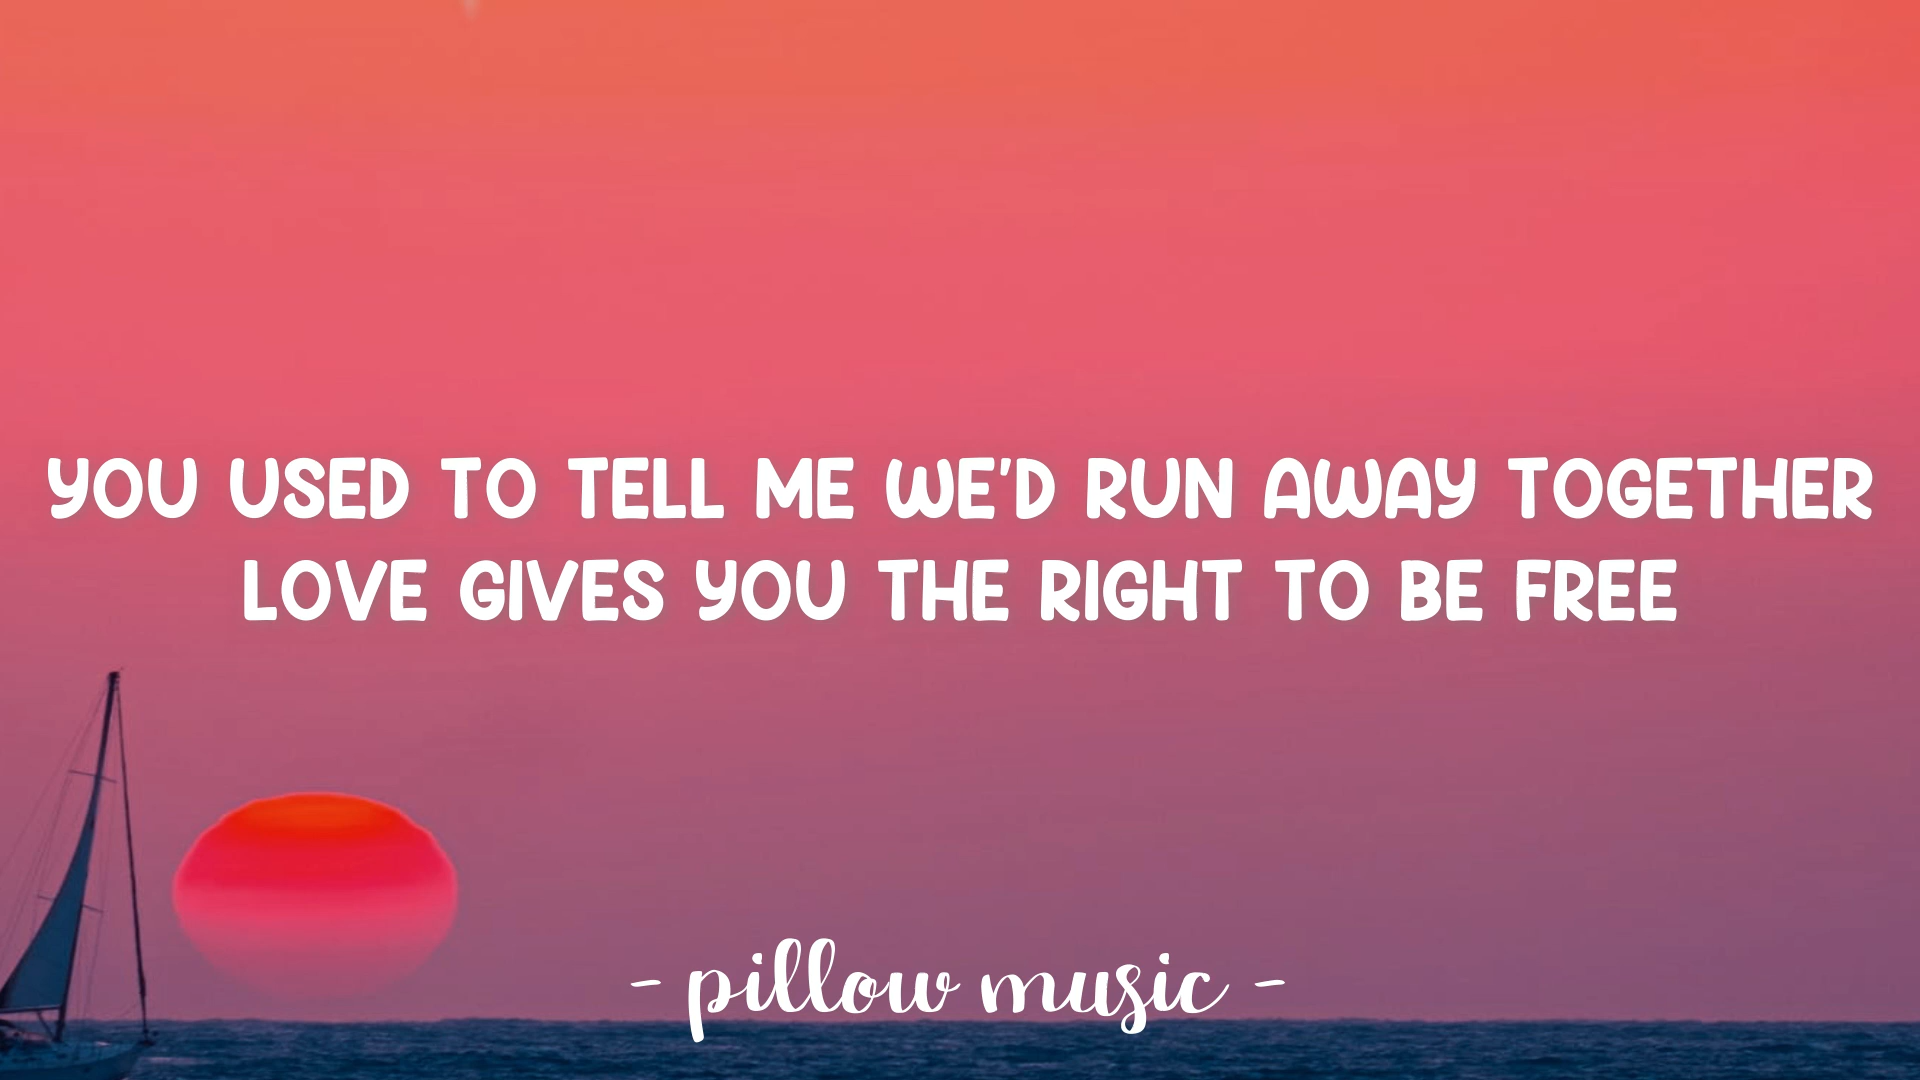 YOU USED TO TELL ME WE'D RUN AWAY TOGETHER
LOVE GIVES YOU THE RIGHT TO BE FREE
- pillow music -